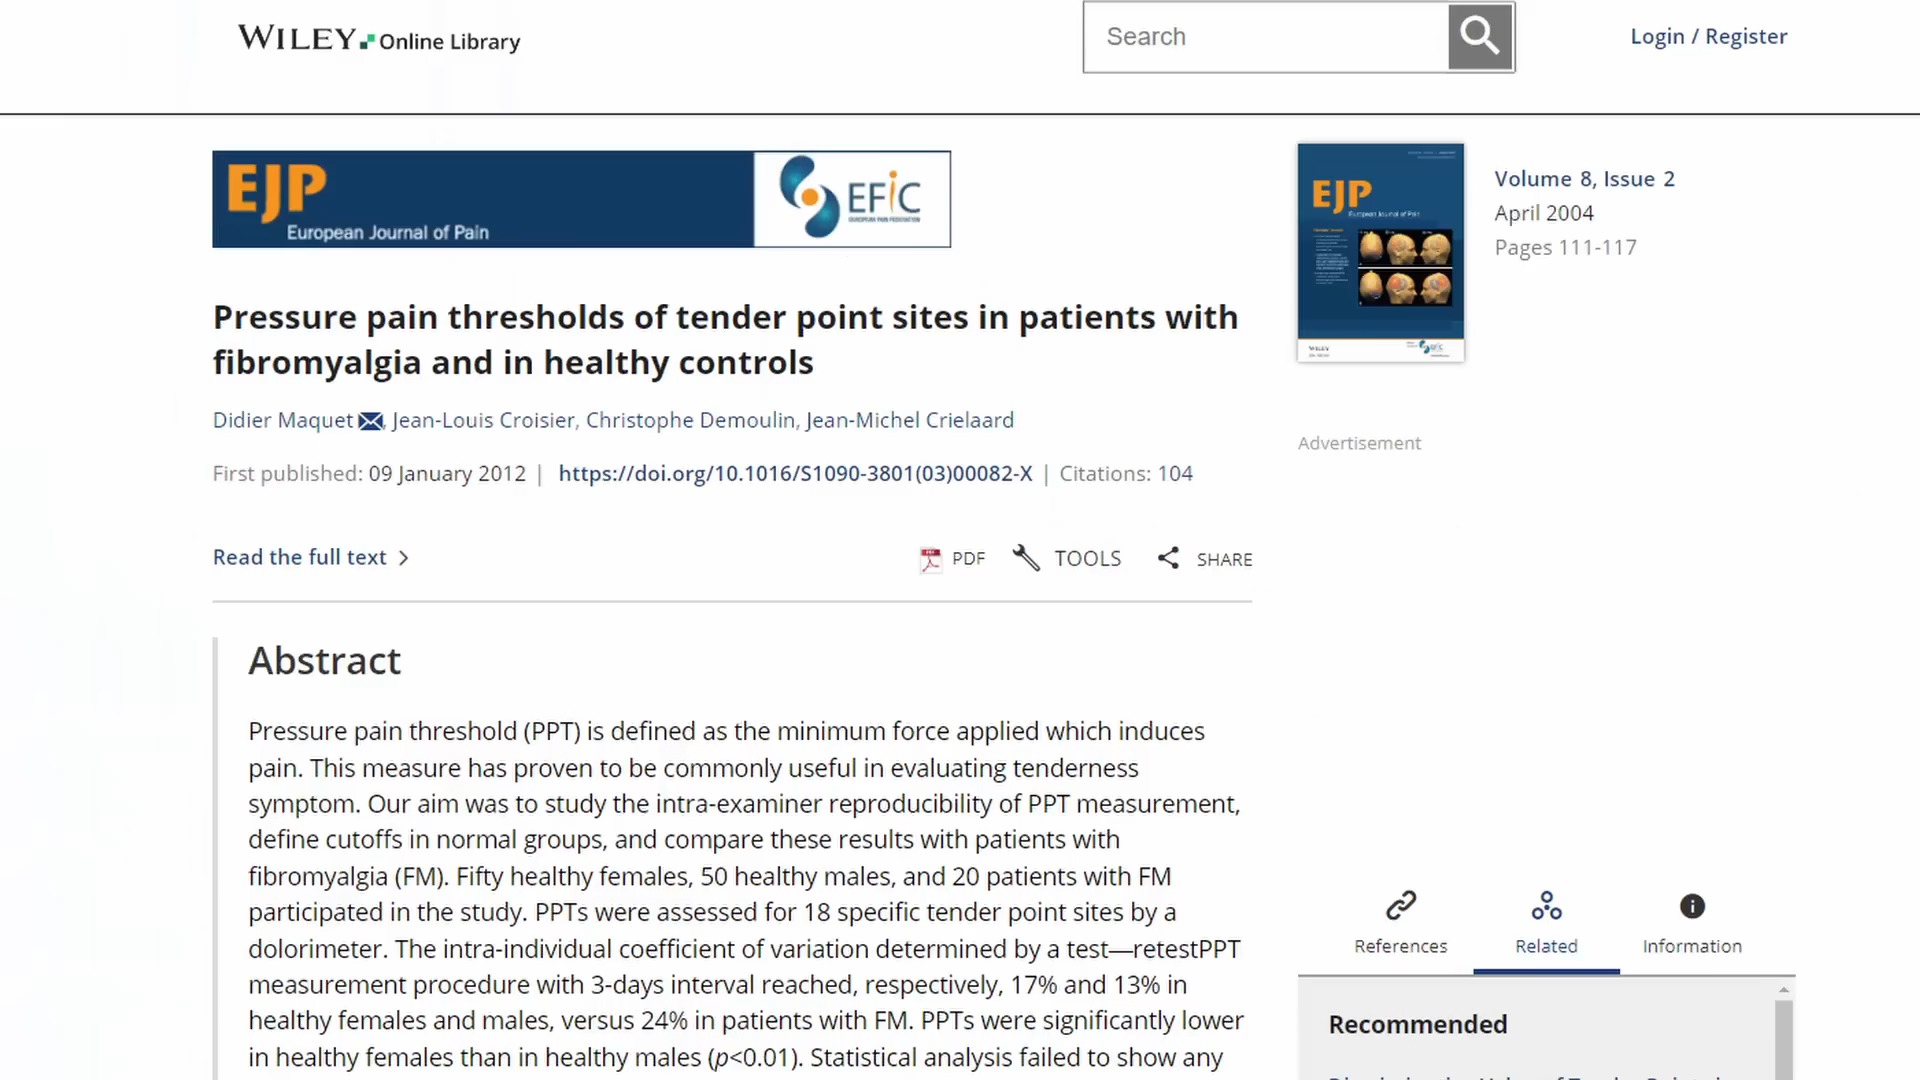 WILEY Online Library
Search
Login / Register
EJP
European Journal of Pain
EFIC
EUROPEAN PAIN FEDERATION
EJP
European Journal of Pain
WILEY
EFIC
Volume 8, Issue 2
April 2004
Pages 111-117
Pressure pain thresholds of tender point sites in patients with
fibromyalgia and in healthy controls
Didier Maquet, Jean-Louis Croisier, Christophe Demoulin, Jean-Michel Crielaard
First published: 09 January 2012 | https://doi.org/10.1016/S1090-3801(03)00082-X | Citations: 104
Advertisement
Read the full text
PDF
TOOLS
SHARE
Abstract
Pressure pain threshold (PPT) is defined as the minimum force applied which induces
pain. This measure has proven to be commonly useful in evaluating tenderness
symptom. Our aim was to study the intra-examiner reproducibility of PPT measurement,
define cutoffs in normal groups, and compare these results with patients with
fibromyalgia (FM). Fifty healthy females, 50 healthy males, and 20 patients with FM
participated in the study. PPTs were assessed for 18 specific tender point sites by a
dolorimeter. The intra-individual coefficient of variation determined by a test—retestPPT
measurement procedure with 3-days interval reached, respectively, 17% and 13% in
healthy females and males, versus 24% in patients with FM. PPTs were significantly lower
in healthy females than in healthy males (p<0.01). Statistical analysis failed to show any
References
Related
Information
Recommended